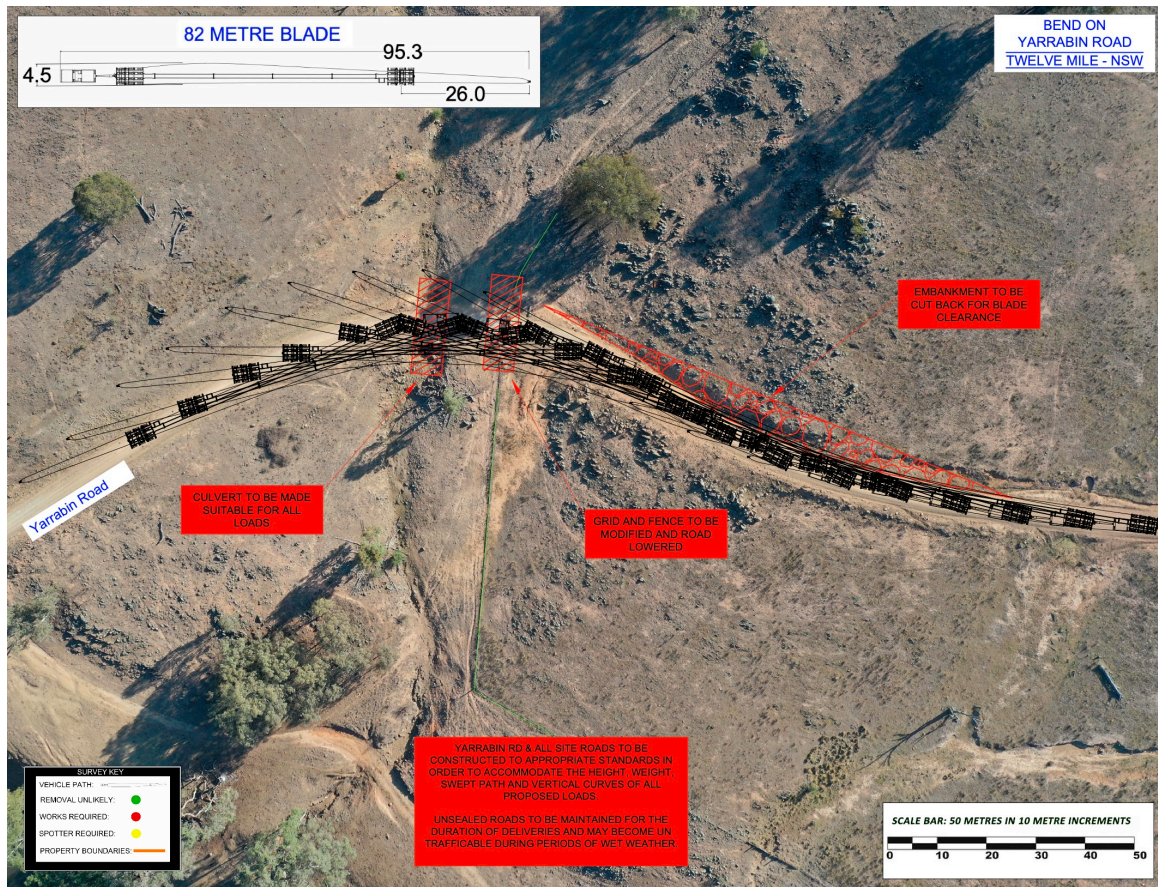 82 METRE BLADE
95.3
4.5
26.0
BEND ON
YARRABIN ROAD
TWELVE MILE - NSW
EMBANKMENT TO BE
CUT BACK FOR BLADE
CLEARANCE
CULVERT TO BE MADE
SUITABLE FOR ALL
LOADS
Yarrabin Road
GRID AND FENCE TO BE
MODIFIED AND ROAD
LOWERED
YARRABIN RD & ALL SITE ROADS TO BE
CONSTRUCTED TO APPROPRIATE STANDARDS IN
ORDER TO ACCOMMODATE THE HEIGHT, WEIGHT,
SWEPT PATH AND VERTICAL CURVES OF ALL
PROPOSED LOADS
UNSEALED ROADS TO BE MAINTAINED FOR THE
DURATION OF DELIVERIES AND MAY BECOME UN
TRAFFICABLE DURING PERIODS OF WET WEATHER.
SURVEY KEY
VEHICLE PATH:
REMOVAL UNLIKELY:
WORKS REQUIRED:
SPOTTER REQUIRED:
PROPERTY BOUNDARIES:
SCALE BAR: 50 METRES IN 10 METRE INCREMENTS
0 10 20 30 40 50